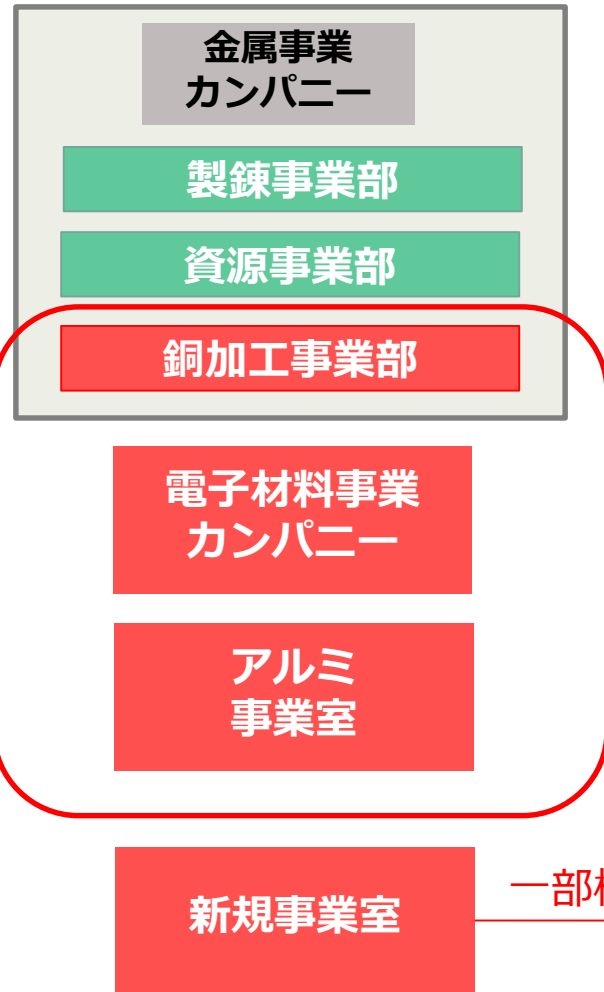 金属事業
カンパニー
製錬事業部
資源事業部
銅加工事業部
電子材料事業
カンパニー
アルミ
事業室
新規事業室
一部